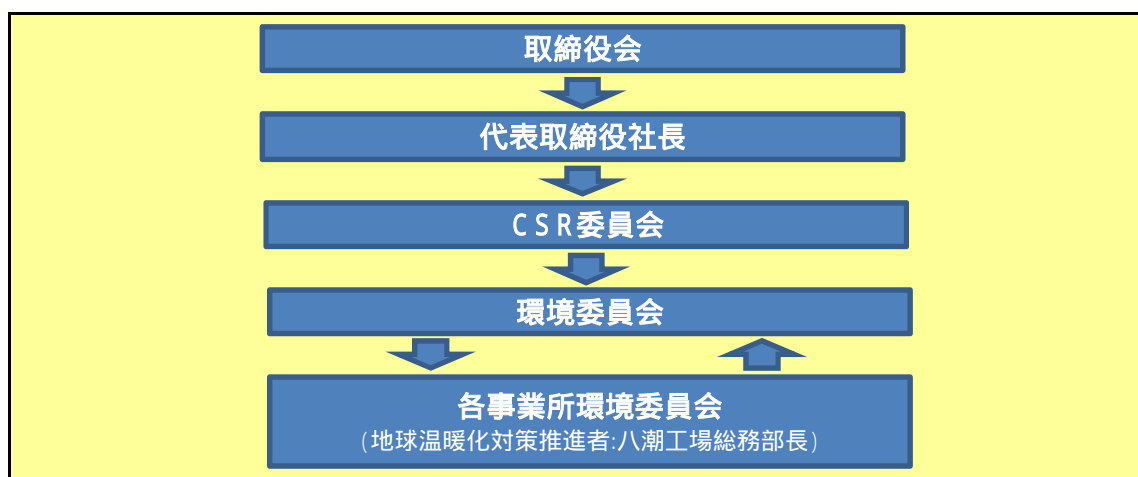 取締役会
代表取締役社長
CSR委員会
環境委員会
各事業所環境委員会
(地球温暖化対策推進者:八潮工場総務部長)